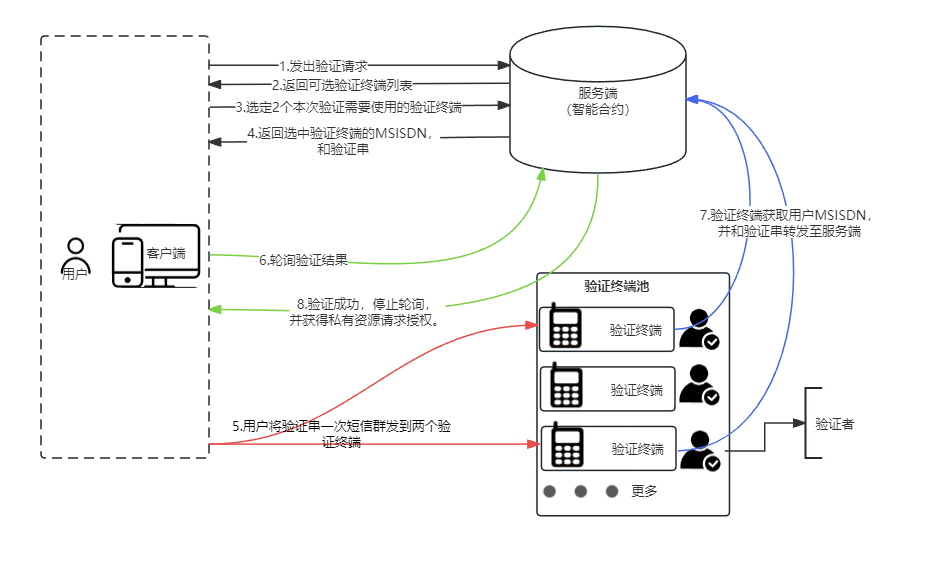 1.发出验证请求
2.返回可选验证终端列表
3.选定2个本次验证需要使用的验证终端
4.返回选中验证终端的MSISDN，
和验证串
服务端
（智能合约）
7.验证终端获取用户MSISDN，
并和验证串转发至服务端
用户
客户端
6.轮询验证结果
8.验证成功，停止轮询，
并获得私有资源请求授权。
验证终端池
验证终端
验证终端
5.用户将验证串一次短信群发到两个验
证终端
验证终端
验证者
更多